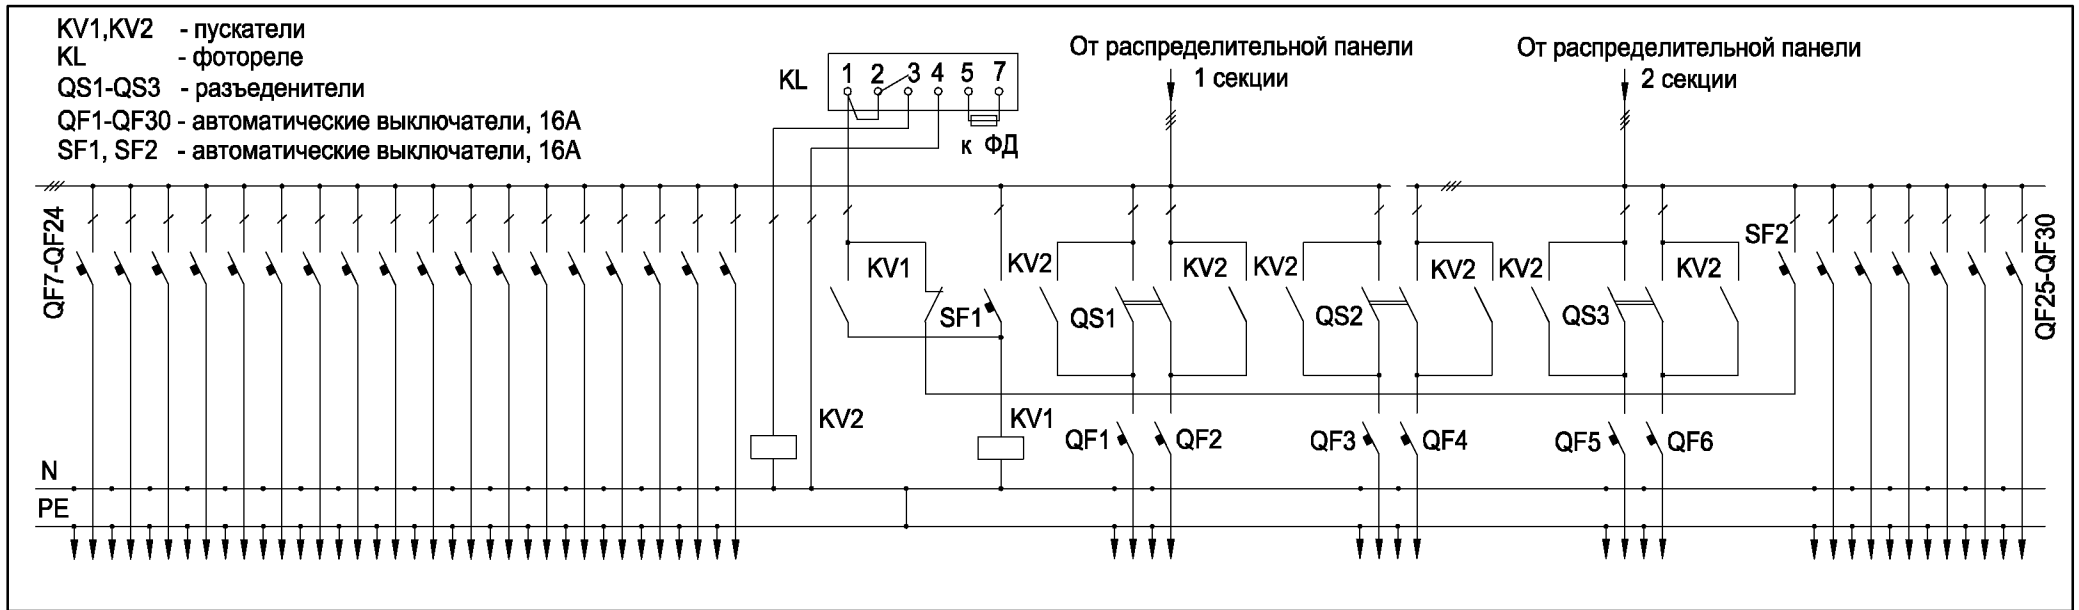 KV1,KV2 - пускатели
KL - фотореле
QS1-QS3 - разъеденители
QF1-QF30 - автоматические выключатели, 16А
SF1, SF2 - автоматические выключатели, 16А
KL
1 2 3 4 5 7
к ФД
От распределительной панели
1 секции
От распределительной панели
2 секции
QF7-QF24
KV1
SF1
KV2
QS1
KV2
KV2
QS2
KV2
KV2
QS3
KV2
SF2
QF25-QF30
KV2
KV1
QF1
QF2
QF3
QF4
QF5
QF6
N
PE